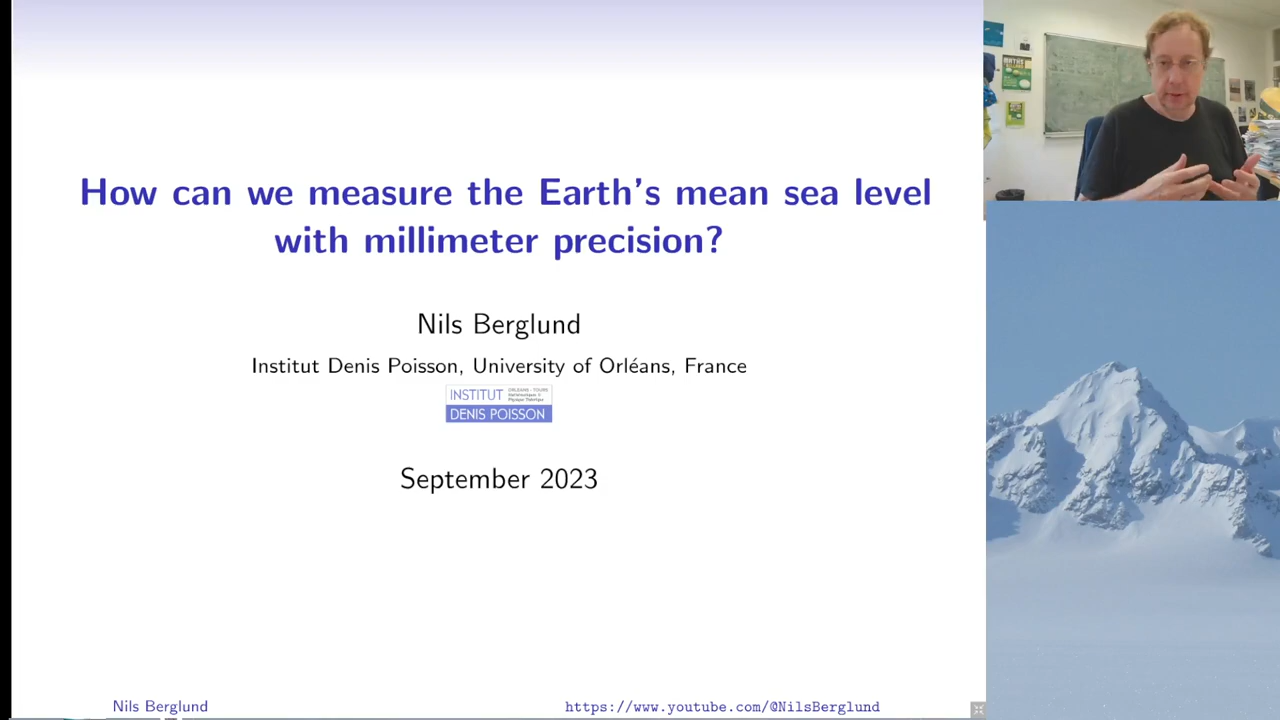 How can we measure the Earth's mean sea level
with millimeter precision?
Nils Berglund
Institut Denis Poisson, University of Orléans, France
INSTITUT
DENIS POISSON
September 2023
Nils Berglund
https://www.youtube.com/@NilsBerglund